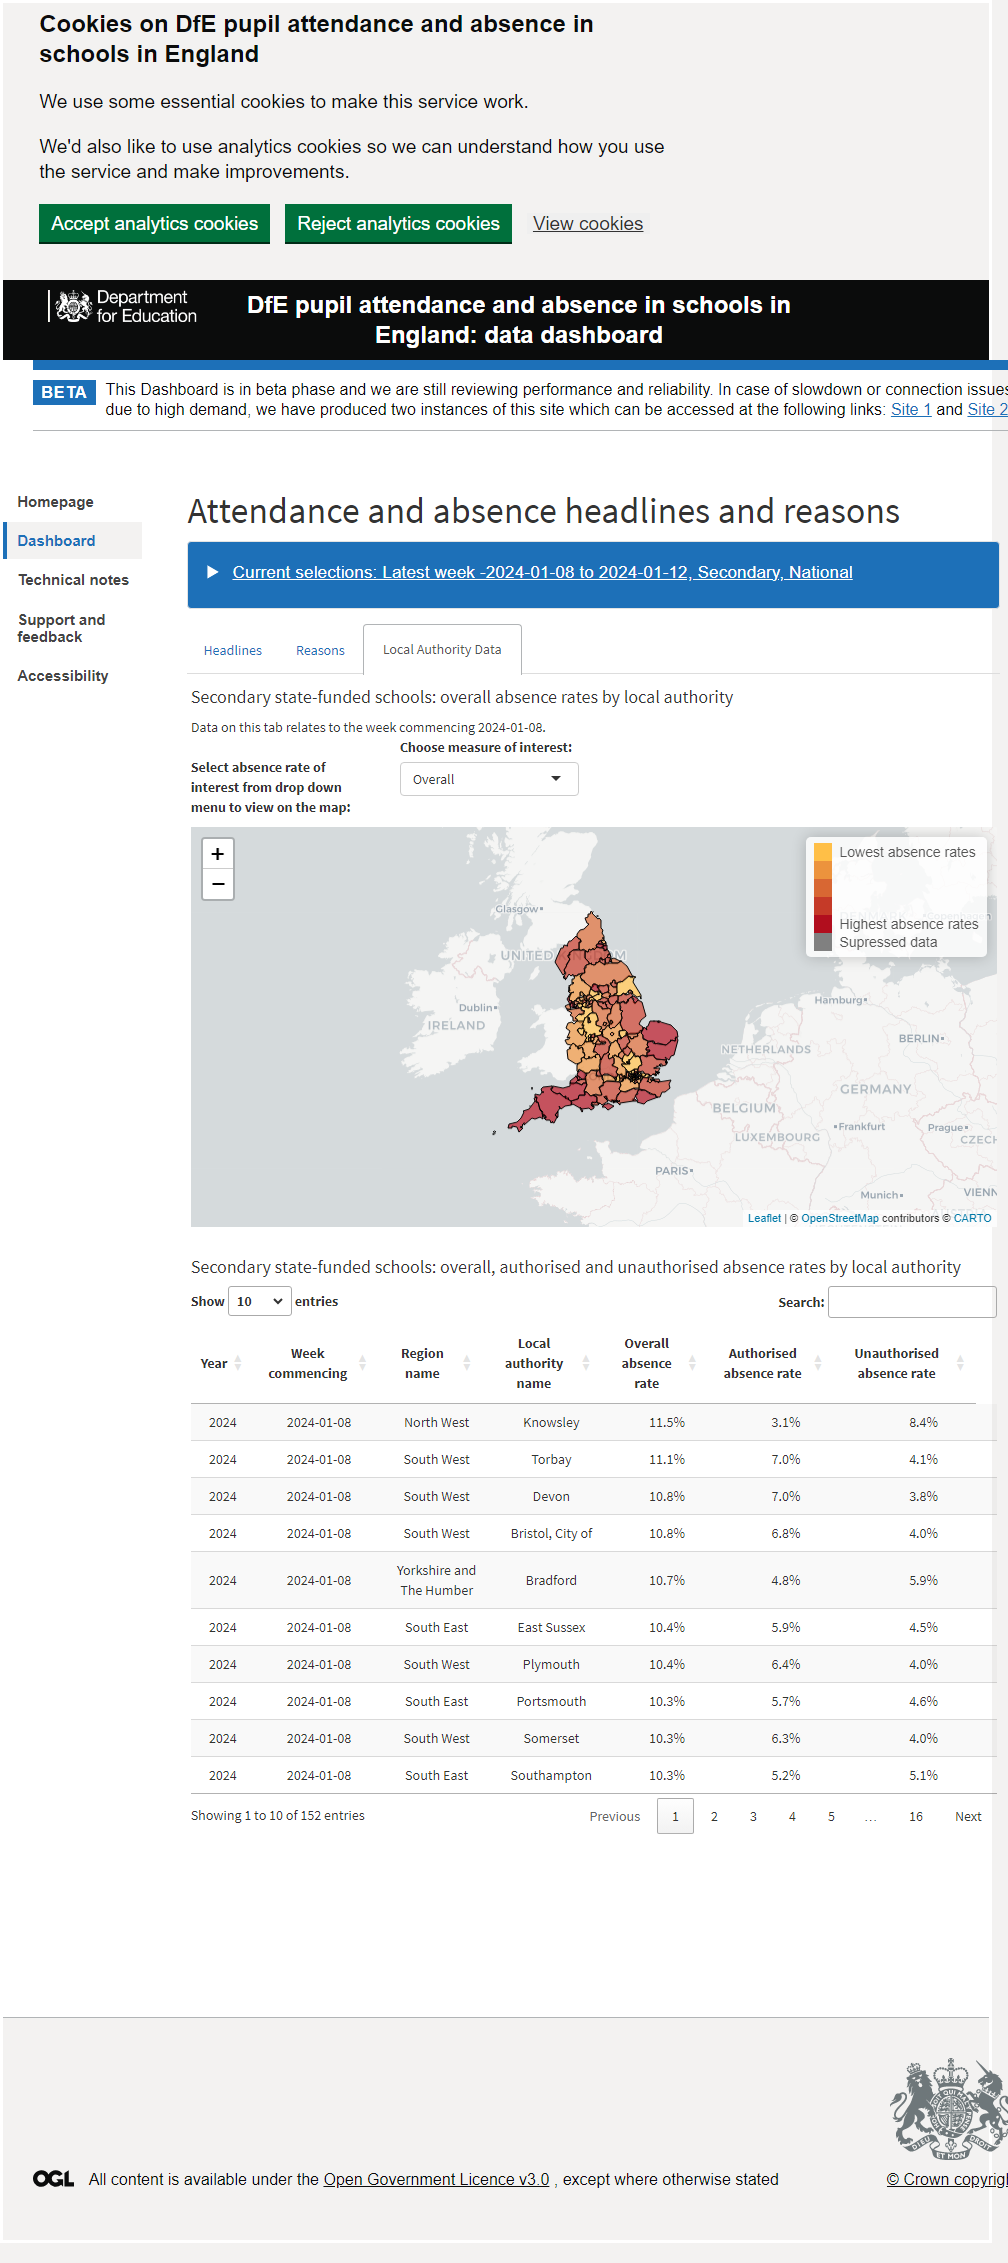 Cookies on DfE pupil attendance and absence in
schools in England
We use some essential cookies to make this service work.
We'd also like to use analytics cookies so we can understand how you use
the service and make improvements.
Accept analytics cookies
Reject analytics cookies
View cookies
Department
for Education
DfE pupil attendance and absence in schools in
England: data dashboard
BETA
This Dashboard is in beta phase and we are still reviewing performance and reliability. In case of slowdown or connection issues
due to high demand, we have produced two instances of this site which can be accessed at the following links: Site 1 and Site 2
Homepage
Dashboard
Technical notes
Support and
feedback
Accessibility
Attendance and absence headlines and reasons
Current selections: Latest week -2024-01-08 to 2024-01-12, Secondary, National
Headlines
Reasons
Local Authority Data
Secondary state-funded schools: overall absence rates by local authority
Data on this tab relates to the week commencing 2024-01-08.
Select absence rate of
interest from drop down
menu to view on the map:
Choose measure of interest:
Overall
+
−
Lowest absence rates
Highest absence rates
Supressed data
Glasgow
UNITED KINGDOM
Dublin
IRELAND
Hamburg
BERLIN
NETHERLANDS
GERMANY
BELGIUM
Frankfurt
Prague
LUXEMBOURG
CZECH
PARIS
Munich
VIENN
Leaflet | © OpenStreetMap contributors © CARTO
Secondary state-funded schools: overall, authorised and unauthorised absence rates by local authority
Show 10 entries
Search:
Year
Week
commencing
Region
name
Local
authority
name
Overall
absence
rate
Authorised
absence rate
Unauthorised
absence rate
2024 2024-01-08 North West Knowsley 11.5% 3.1% 8.4%
2024 2024-01-08 South West Torbay 11.1% 7.0% 4.1%
2024 2024-01-08 South West Devon 10.8% 7.0% 3.8%
2024 2024-01-08 South West Bristol, City of 10.8% 6.8% 4.0%
2024 2024-01-08 Yorkshire and
The Humber Bradford 10.7% 4.8% 5.9%
2024 2024-01-08 South East East Sussex 10.4% 5.9% 4.5%
2024 2024-01-08 South West Plymouth 10.4% 6.4% 4.0%
2024 2024-01-08 South East Portsmouth 10.3% 5.7% 4.6%
2024 2024-01-08 South West Somerset 10.3% 6.3% 4.0%
2024 2024-01-08 South East Southampton 10.3% 5.2% 5.1%
Showing 1 to 10 of 152 entries
Previous 1 2 3 4 5 … 16 Next
OGL All content is available under the Open Government Licence v3.0 , except where otherwise stated
© Crown copyrig